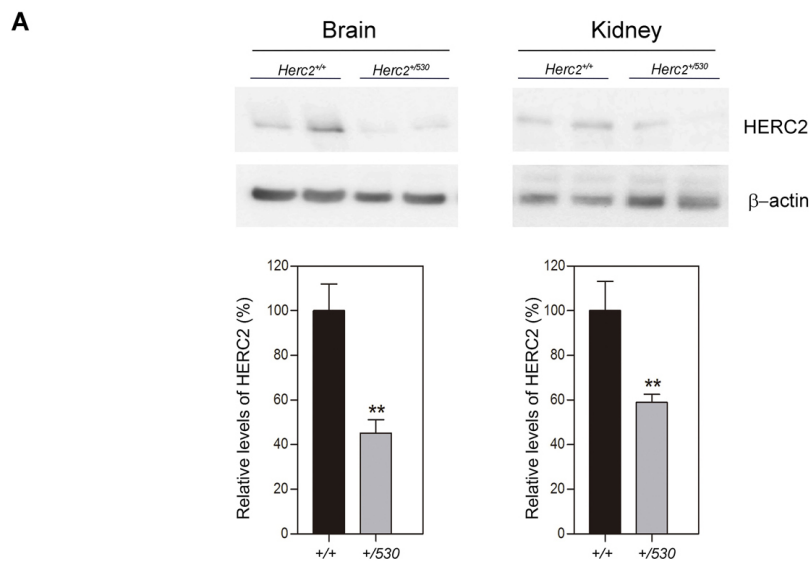 A
Brain
Kidney
Herc2+/+
Herc2+/530
Herc2+/+
Herc2+/530
HERC2
β–actin
Relative levels of HERC2 (%)
120
100
80
60
40
20
0
**
+/+
+/530
Relative levels of HERC2 (%)
120
100
80
60
40
20
0
**
+/+
+/530